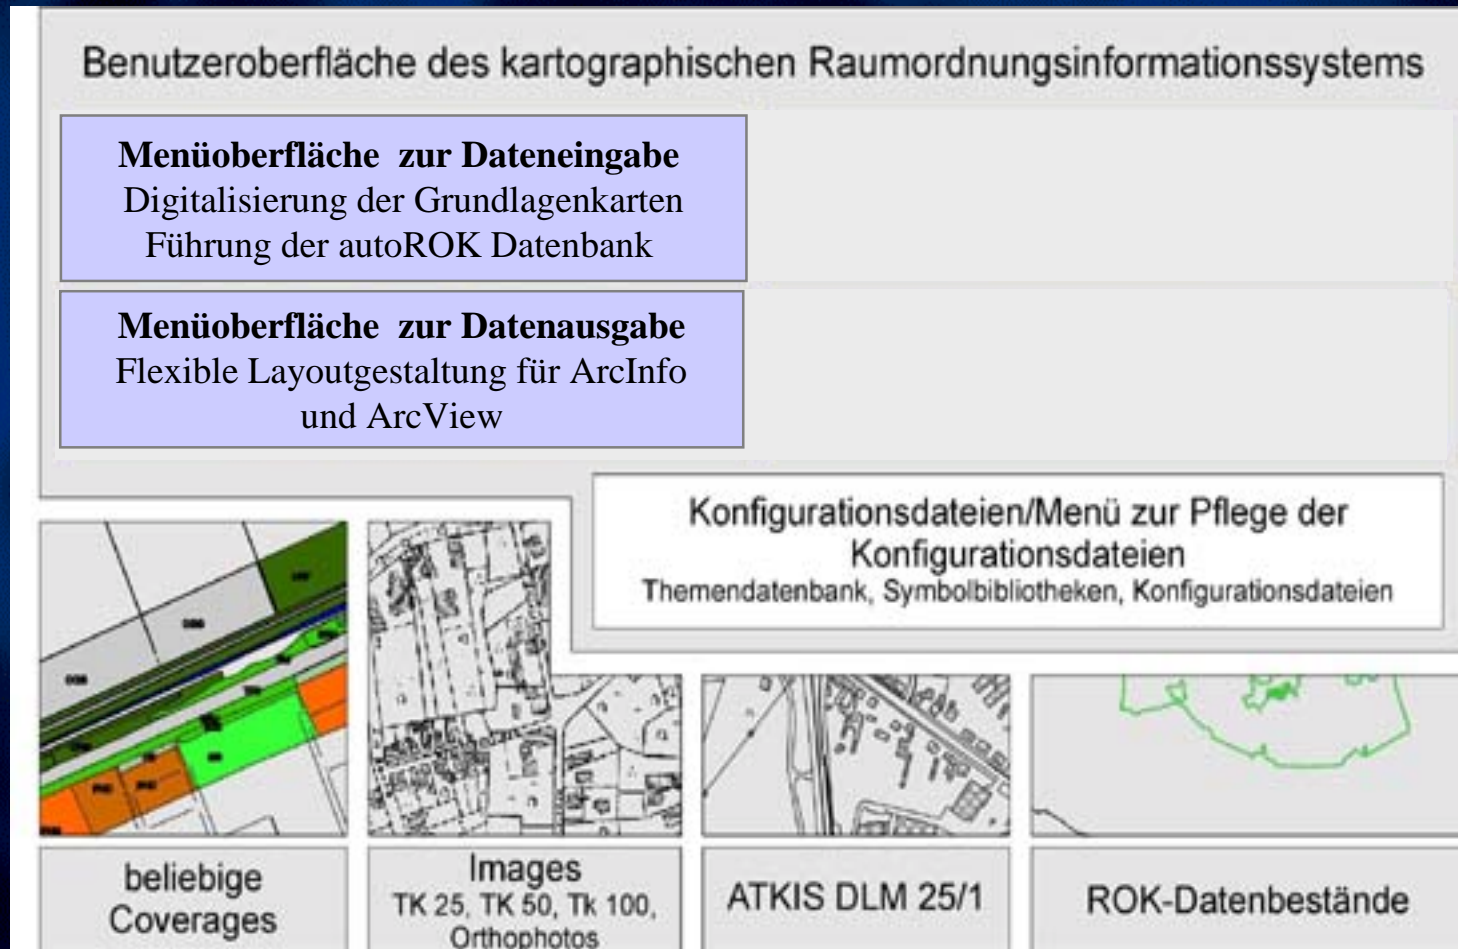 Benutzeroberfläche des kartographischen Raumordnungsinformationssystems
Menüoberfläche zur Dateneingabe
Digitalisierung der Grundlagenkarten
Führung der autoROK Datenbank
Menüoberfläche zur Datenausgabe
Flexible Layoutgestaltung für ArcInfo
und ArcView
Konfigurationsdateien/Menü zur Pflege der
Konfigurationsdateien
Themendatenbank, Symbolbibliotheken, Konfigurationsdateien
beliebige
Coverages
Images
TK 25, TK 50, Tk 100,
Orthophotos
ATKIS DLM 25/1
ROK-Datenbestände